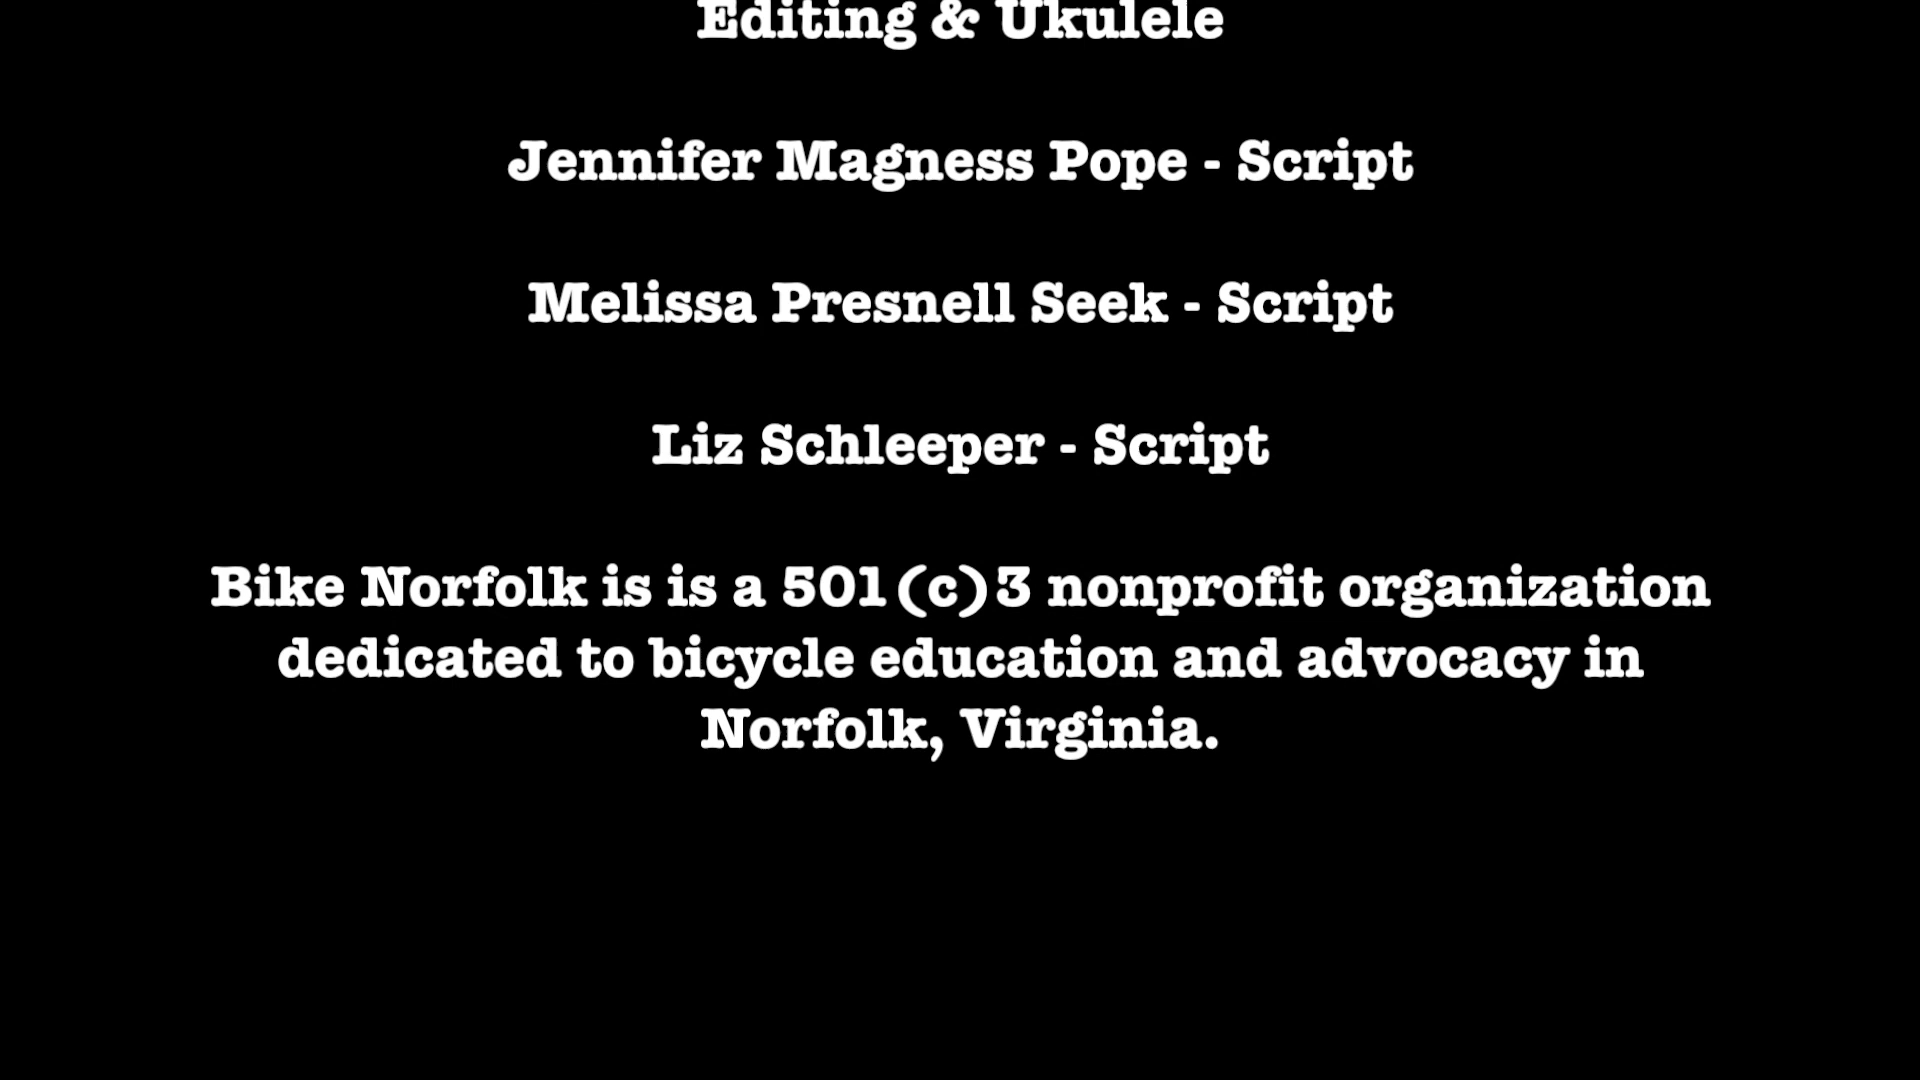 Editing & Ukulele
Jennifer Magness Pope - Script
Melissa Presnell Seek - Script
Liz Schleeper - Script
Bike Norfolk is is a 501(c)3 nonprofit organization
dedicated to bicycle education and advocacy in
Norfolk, Virginia.